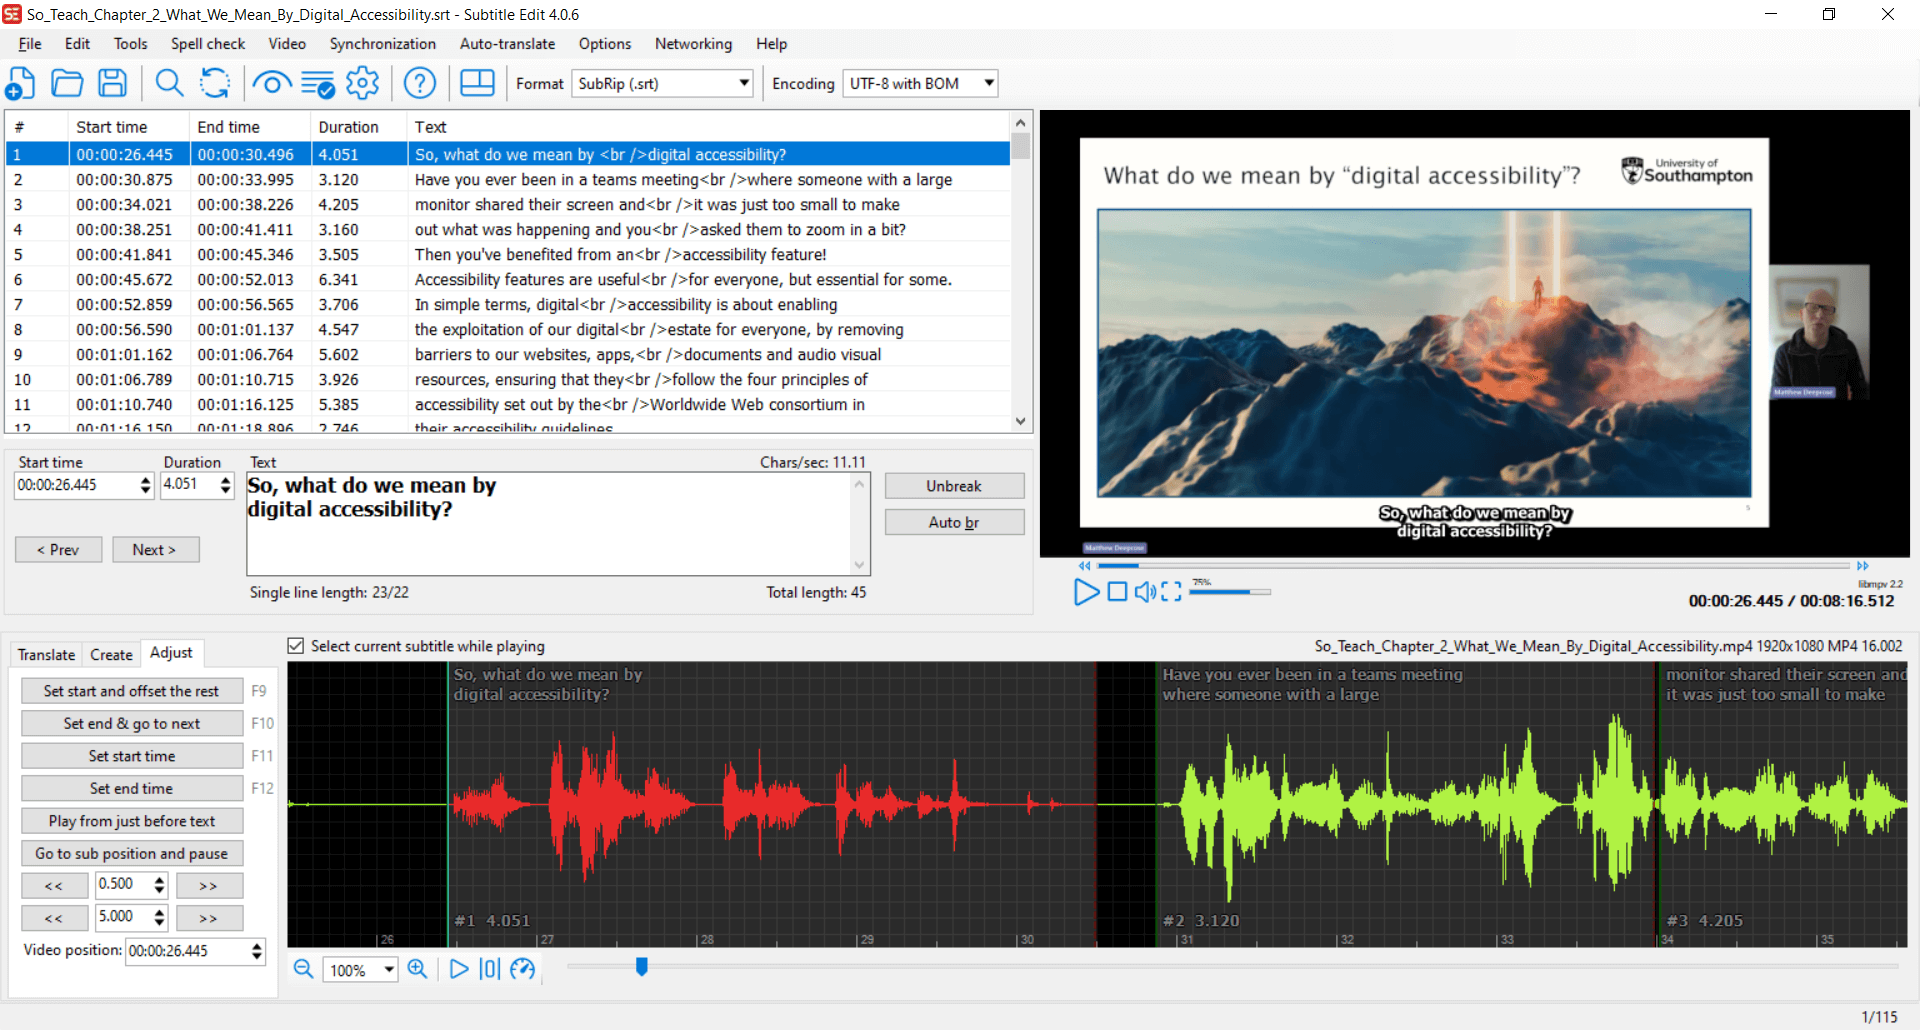 So_Teach_Chapter_2_What_We_Mean_By_Digital_Accessibility.srt - Subtitle Edit 4.0.6
File Edit Tools Spell check Video Synchronization Auto-translate Options Networking Help
Format SubRip (.srt) Encoding UTF-8 with BOM
# Start time End time Duration Text
1 00:00:26.445 00:00:30.496 4.051 So, what do we mean by <br />digital accessibility?
2 00:00:30.875 00:00:33.995 3.120 Have you ever been in a teams meeting<br />where someone with a large
3 00:00:34.021 00:00:38.226 4.205 monitor shared their screen and<br />it was just too small to make
4 00:00:38.251 00:00:41.411 3.160 out what was happening and you<br />asked them to zoom in a bit?
5 00:00:41.841 00:00:45.346 3.505 Then you've benefited from an<br />accessibility feature!
6 00:00:45.672 00:00:52.013 6.341 Accessibility features are useful<br />for everyone, but essential for some.
7 00:00:52.859 00:00:56.565 3.706 In simple terms, digital<br />accessibility is about enabling
8 00:00:56.590 00:01:01.137 4.547 the exploitation of our digital<br />estate for everyone, by removing
9 00:01:01.162 00:01:06.764 5.602 barriers to our websites, apps,<br />documents and audio visual
10 00:01:06.789 00:01:10.715 3.926 resources, ensuring that they<br />follow the four principles of
11 00:01:10.740 00:01:16.125 5.385 accessibility set out by the<br />Worldwide Web consortium in
12 00:01:16.150 00:01:18.896 2.746 their accessibility guidelines
What do we mean by “digital accessibility”?
University of
Southampton
Matthew Deeprose
So, what do we mean by
digital accessibility?
5
Matthew Deeprose
75%
libmpv 2.2
00:00:26.445 / 00:08:16.512
Start time Duration Text Chars/sec: 11.11
00:00:26.445 4.051
So, what do we mean by
digital accessibility?
Unbreak
Auto br
< Prev Next >
Single line length: 23/22 Total length: 45
Translate Create Adjust
Set start and offset the rest F9
Set end & go to next F10
Set start time F11
Set end time F12
Play from just before text
Go to sub position and pause
<< 0.500 >>
<< 5.000 >>
Video position: 00:00:26.445
Select current subtitle while playing So_Teach_Chapter_2_What_We_Mean_By_Digital_Accessibility.mp4 1920x1080 MP4 16.002
So, what do we mean by
digital accessibility?
Have you ever been in a teams meeting
where someone with a large
monitor shared their screen and
it was just too small to make
#1 4.051 #2 3.120 #3 4.205
26 27 28 29 30 31 32 33 34 35
100%
1/115